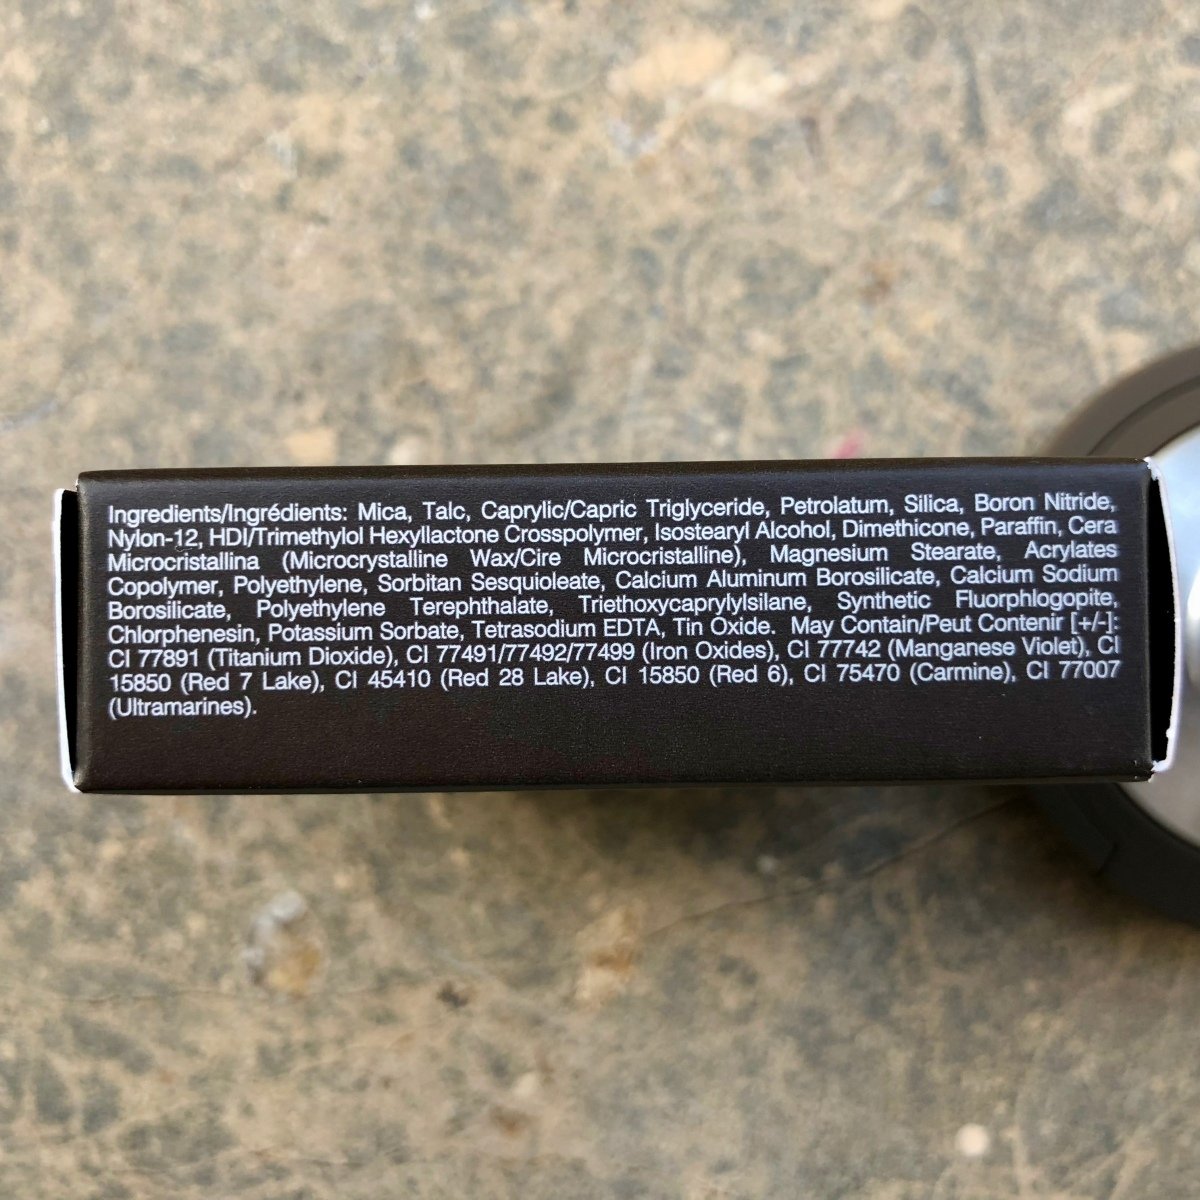 Ingredients/Ingrédients: Mica, Talc, Caprylic/Capric Triglyceride, Petrolatum, Silica, Boron Nitride,
Nylon-12, HDI/Trimethylol Hexyllactone Crosspolymer, Isostearyl Alcohol, Dimethicone, Paraffin, Cera
Microcristallina (Microcrystalline Wax/Cire Microcristalline), Magnesium Stearate, Acrylates
Copolymer, Polyethylene, Sorbitan Sesquioleate, Calcium Aluminum Borosilicate, Calcium Sodium
Borosilicate, Polyethylene Terephthalate, Triethoxycaprylylsilane, Synthetic Fluorphlogopite,
Chlorphenesin, Potassium Sorbate, Tetrasodium EDTA, Tin Oxide. May Contain/Peut Contenir [+/-]:
CI 77891 (Titanium Dioxide), CI 77491/77492/77499 (Iron Oxides), CI 77742 (Manganese Violet), CI
15850 (Red 7 Lake), CI 45410 (Red 28 Lake), CI 15850 (Red 6), CI 75470 (Carmine), CI 77007
(Ultramarines).